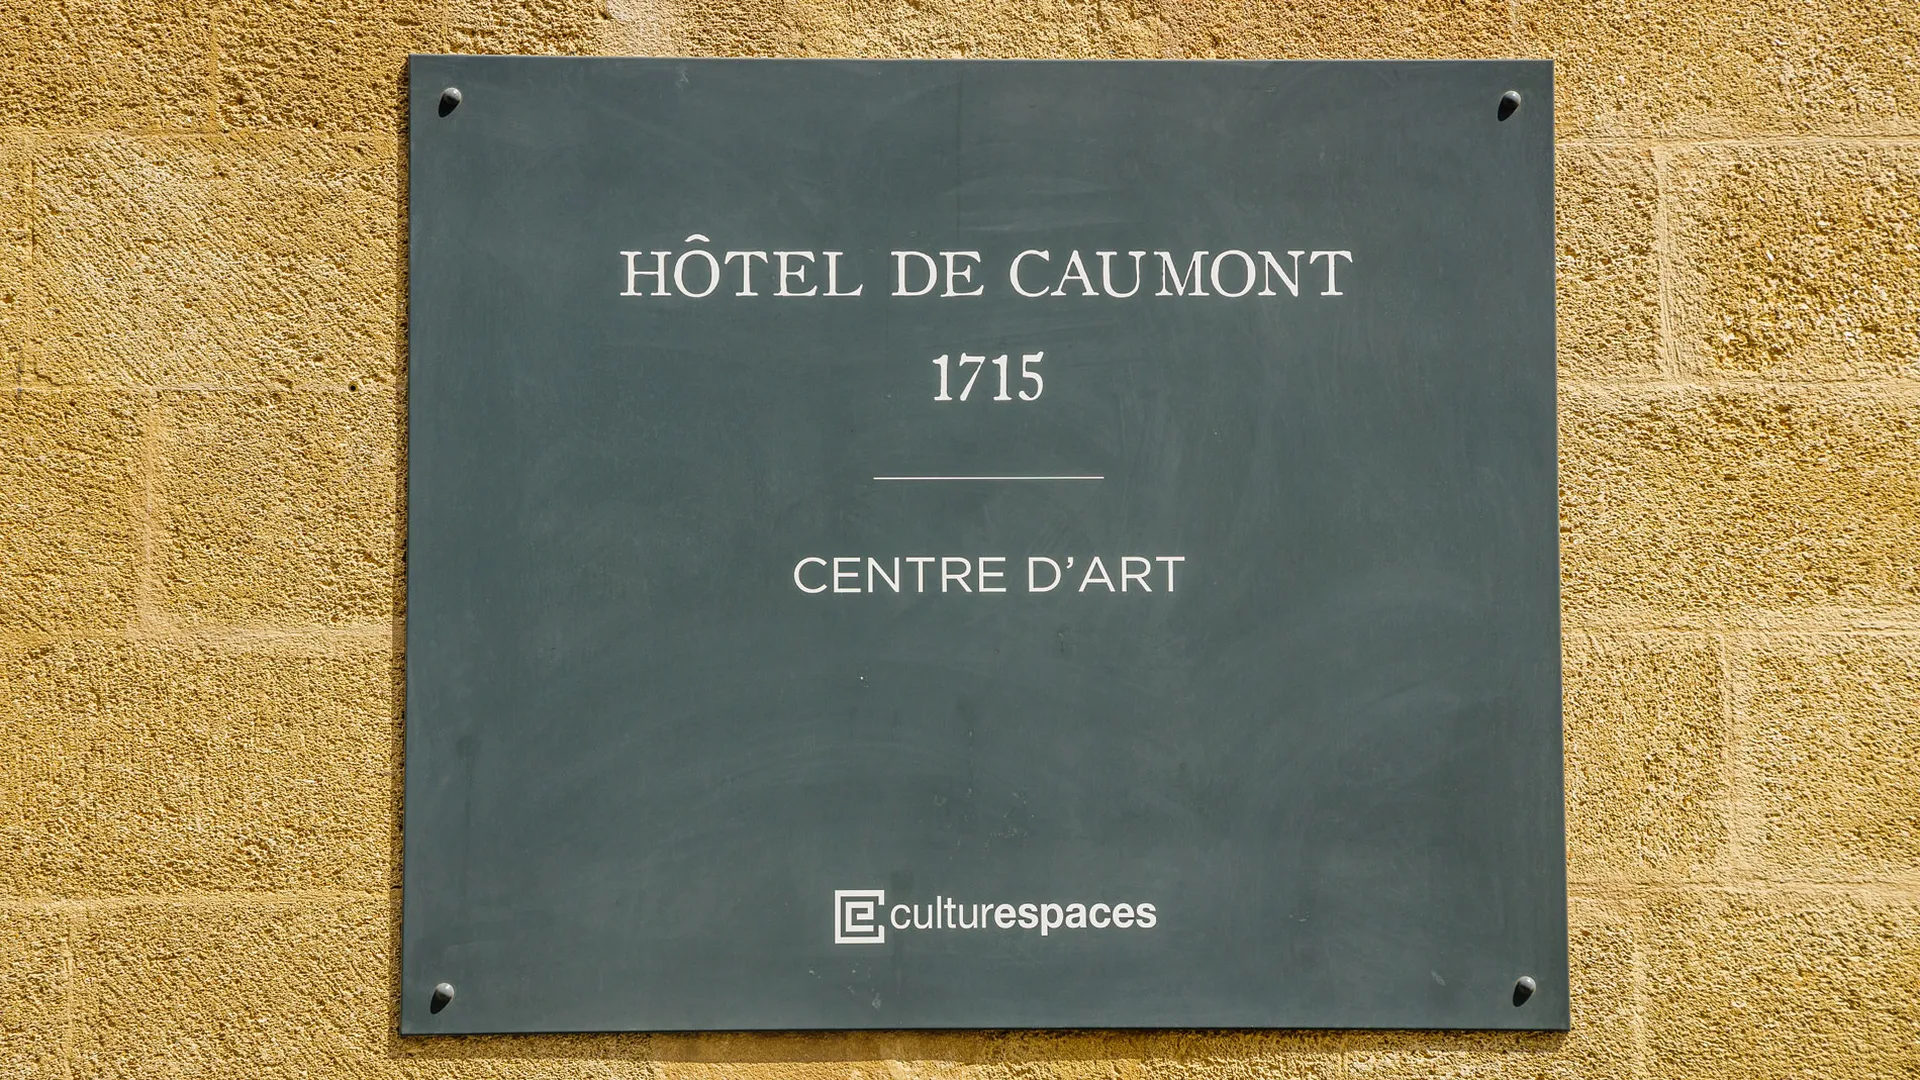 HÔTEL DE CAUMONT
1715
CENTRE D'ART
culturespaces